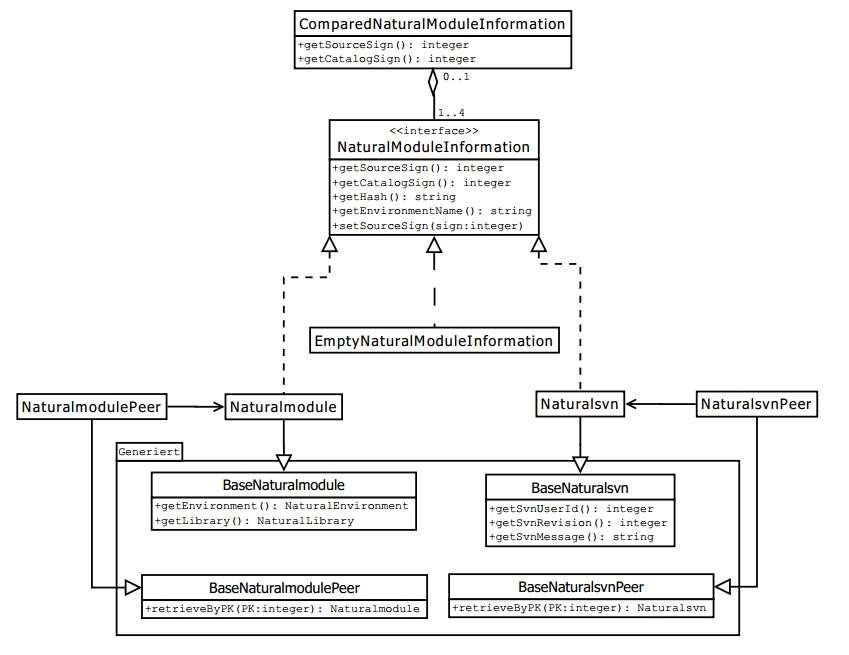 ComparedNaturalModuleInformation
+getSourceSign(): integer
+getCatalogSign(): integer
0..1
1..4
<<interface>>
NaturalModuleInformation
+getSourceSign(): integer
+getCatalogSign(): integer
+getHash(): string
+getEnvironmentName(): string
+setSourceSign(sign:integer)
EmptyNaturalModuleInformation
NaturalmodulePeer
Naturalmodule
Naturalsvn
NaturalsvnPeer
Generiert
BaseNaturalmodule
+getEnvironment(): NaturalEnvironment
+getLibrary(): NaturalLibrary
BaseNaturalsvn
+getSvnUserId(): integer
+getSvnRevision(): integer
+getSvnMessage(): string
BaseNaturalmodulePeer
+retrieveByPK(PK:integer): Naturalmodule
BaseNaturalsvnPeer
+retrieveByPK(PK:integer): Naturalsvn